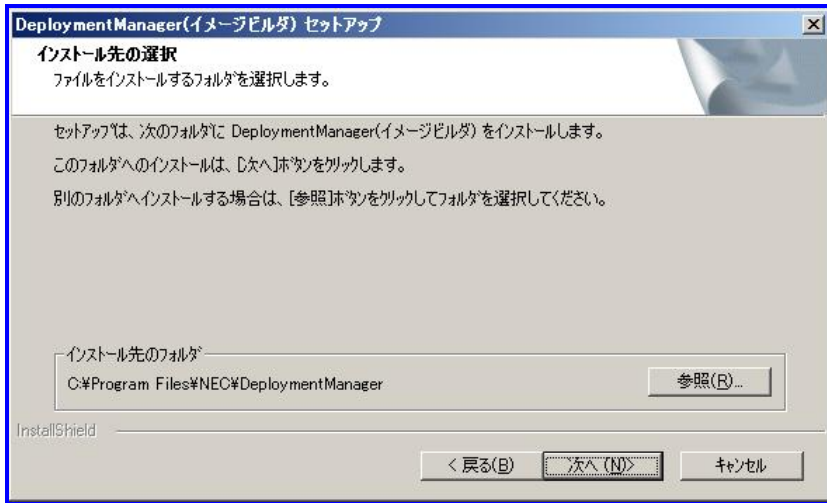 DeploymentManager(イメージビルダ) セットアップ
インストール先の選択
ファイルをインストールするフォルダを選択します。
セットアップは、次のフォルダに DeploymentManager(イメージビルダ) をインストールします。
このフォルダへのインストールは、[次へ]ボタンをクリックします。
別のフォルダへインストールする場合は、[参照]ボタンをクリックしてフォルダを選択してください。
インストール先のフォルダ
C:¥Program Files¥NEC¥DeploymentManager
参照(R)...
InstallShield
< 戻る(B)
次へ (N)>
キャンセル